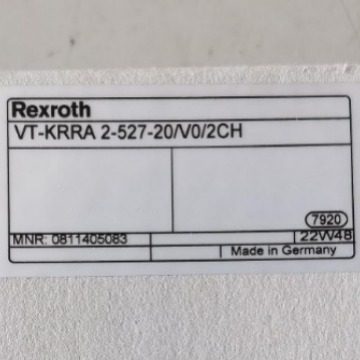 Rexroth
VT-KRRA 2-527-20/V0/2CH
7920
MNR: 0811405083
22W48
Made in Germany